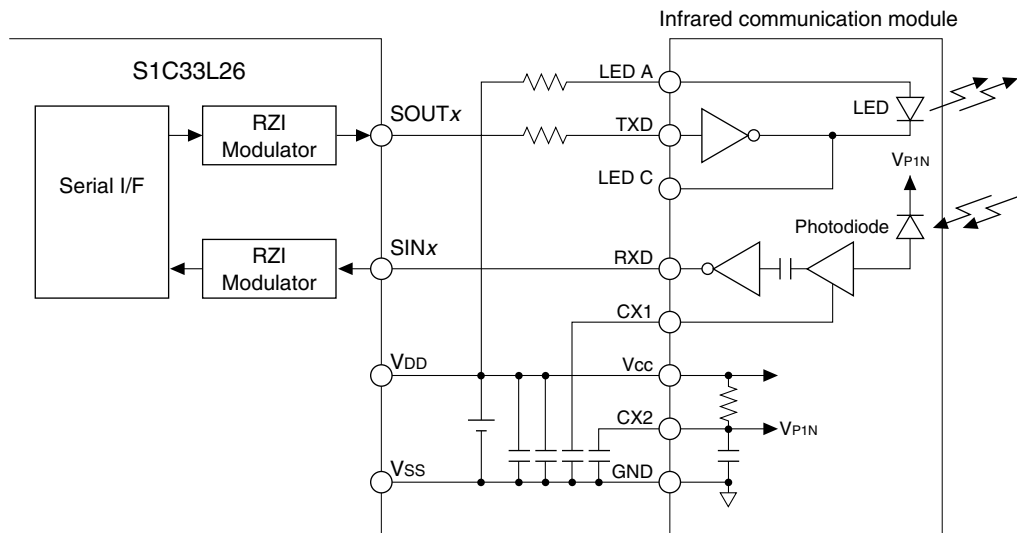 Infrared communication module
S1C33L26
LED A
LED
RZI
Modulator
SOUTx
TXD
VP1N
Serial I/F
LED C
Photodiode
RZI
Modulator
SINx
RXD
CX1
VDD
Vcc
CX2
VP1N
VSS
GND